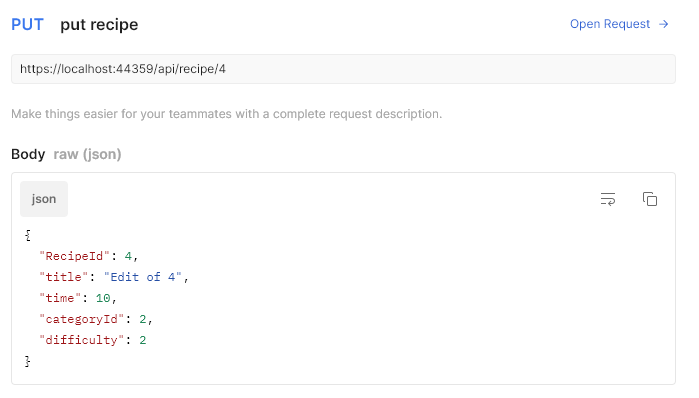 PUT put recipe Open Request →
https://localhost:44359/api/recipe/4
Make things easier for your teammates with a complete request description.
Body raw (json)
json
{
  "RecipeId": 4,
  "title": "Edit of 4",
  "time": 10,
  "categoryId": 2,
  "difficulty": 2
}